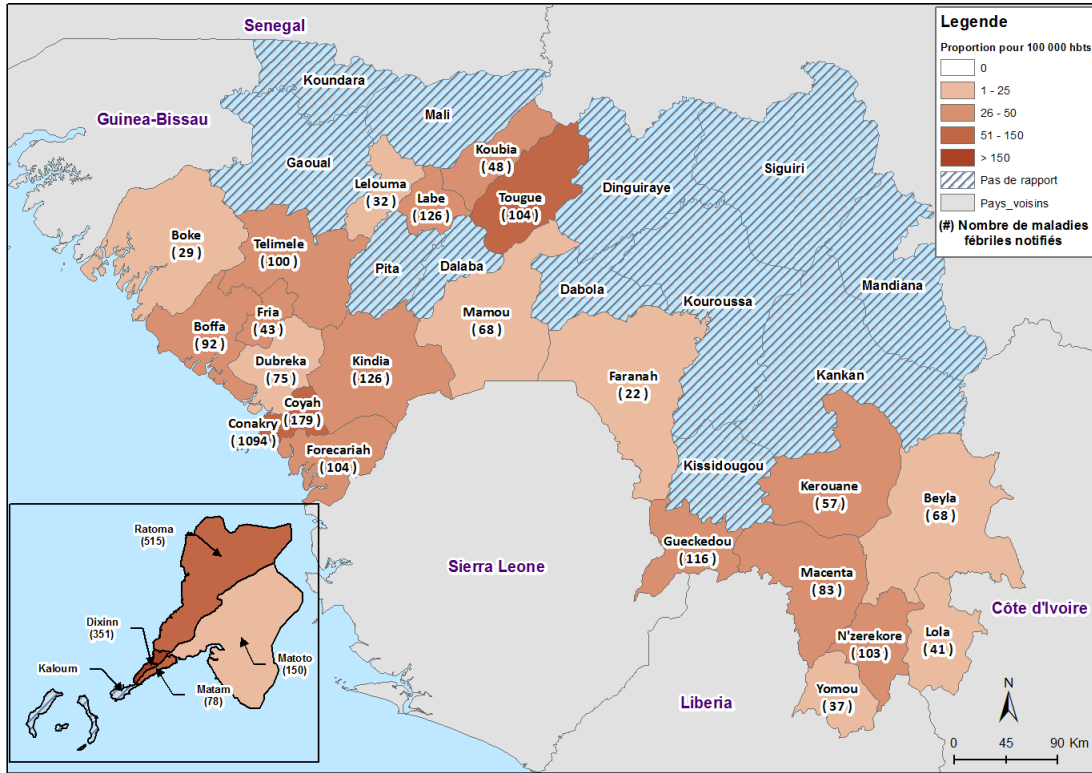 Senegal
Guinea-Bissau
Koundara
Mali
Gaoual
Koubia
( 48 )
Lelouma
( 32 )
Labe
( 126 )
Tougue
( 104 )
Dinguiraye
Siguiri
Boke
( 29 )
Telimele
( 100 )
Pita
Dalaba
Dabola
Kouroussa
Mandiana
Boffa
( 92 )
Fria
( 43 )
Mamou
( 68 )
Dubreka
( 75 )
Kindia
( 126 )
Faranah
( 22 )
Kankan
Coyah
( 179 )
Conakry
( 1094 )
Forecariah
( 104 )
Kissidougou
Kerouane
( 57 )
Beyla
( 68 )
Gueckedou
( 116 )
Macenta
( 83 )
Sierra Leone
Côte d'Ivoire
N'zerekore
( 103 )
Lola
( 41 )
Yomou
( 37 )
Liberia
Ratoma
(515)
Dixinn
(351)
Kaloum
Matoto
(150)
Matam
(78)
Legende
Proportion pour 100 000 hbts
0
1 - 25
26 - 50
51 - 150
> 150
Pas de rapport
Pays_voisins
(#) Nombre de maladies
fébriles notifiés
N
0 45 90 Km